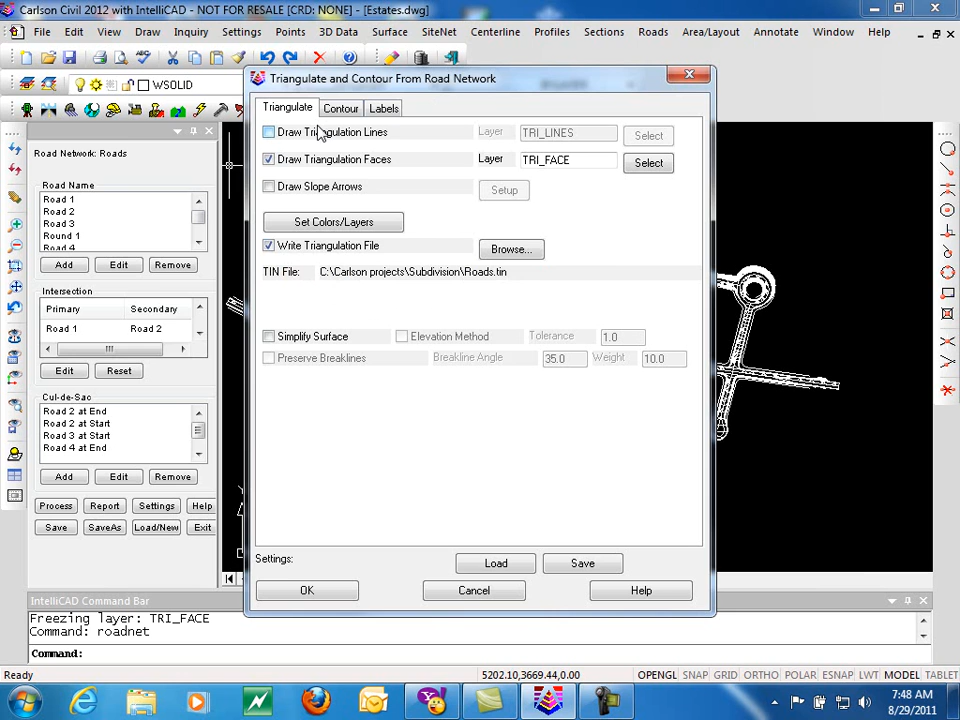 Carlson Civil 2012 with IntelliCAD - NOT FOR RESALE [CRD: NONE] - [Estates.dwg]
File Edit View Draw Inquiry Settings Points 3D Data Surface SiteNet Centerline Profiles Sections Roads Area/Layout Annotate Window Help
WSOLID
Triangulate and Contour From Road Network
Triangulate Contour Labels
Draw Triangulation Lines Layer TRI_LINES Select
Draw Triangulation Faces Layer TRI_FACE Select
Draw Slope Arrows Setup
Set Colors/Layers
Write Triangulation File Browse...
TIN File: C:\Carlson projects\Subdivision\Roads.tin
Simplify Surface Elevation Method Tolerance 1.0
Preserve Breaklines Breakline Angle 35.0 Weight 10.0
Settings: Load Save
OK Cancel Help
Road Network: Roads
Road Name
Road 1
Road 2
Road 3
Round 1
Road 4
Add Edit Remove
Intersection
Primary Secondary
Road 1 Road 2
Edit Reset
Cul-de-Sac
Road 2 at End
Road 2 at Start
Road 3 at Start
Road 4 at End
Add Edit Remove
Process Report Settings Help
Save SaveAs Load/New Exit
IntelliCAD Command Bar
Freezing layer: TRI_FACE
Command: roadnet
Command:
Ready 5202.10,3669.44,0.00 OPENGL SNAP GRID ORTHO POLAR ESNAP LWT MODEL TABLET
7:48 AM
8/29/2011